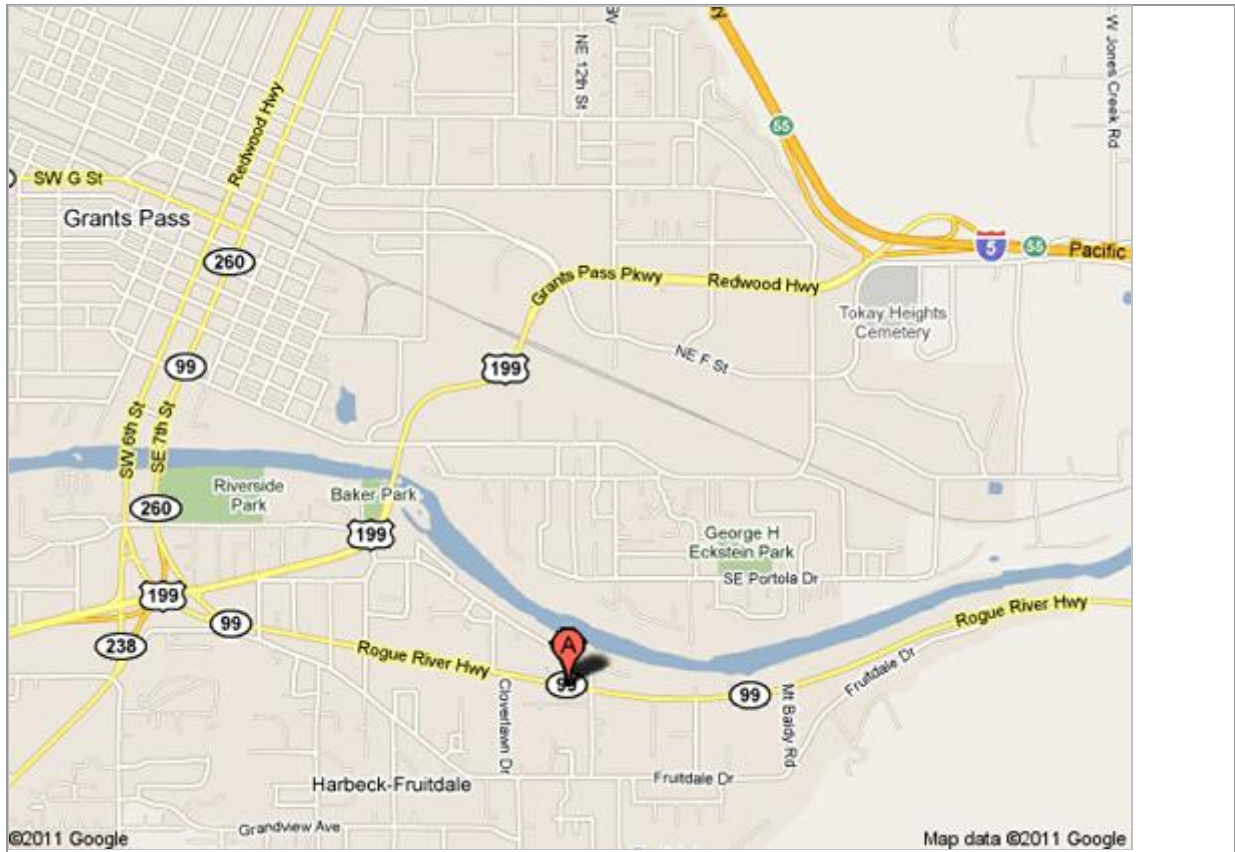 NE 12th St
W Jones Creek Rd
Redwood Hwy
55
SW G St
Grants Pass
260
5
55
Pacific
Grants Pass Pkwy
Redwood Hwy
Tokay Heights
Cemetery
NE F St
199
99
SW 6th St
SE 7th St
Riverside
Park
Baker Park
260
199
George H
Eckstein Park
SE Portola Dr
199
99
238
Rogue River Hwy
Rogue River Hwy
A
99
99
Cloverlawn Dr
Mt Baldy Rd
Fruitdale Dr
Fruitdale Dr
Harbeck-Fruitdale
Grandview Ave
©2011 Google
Map data ©2011 Google